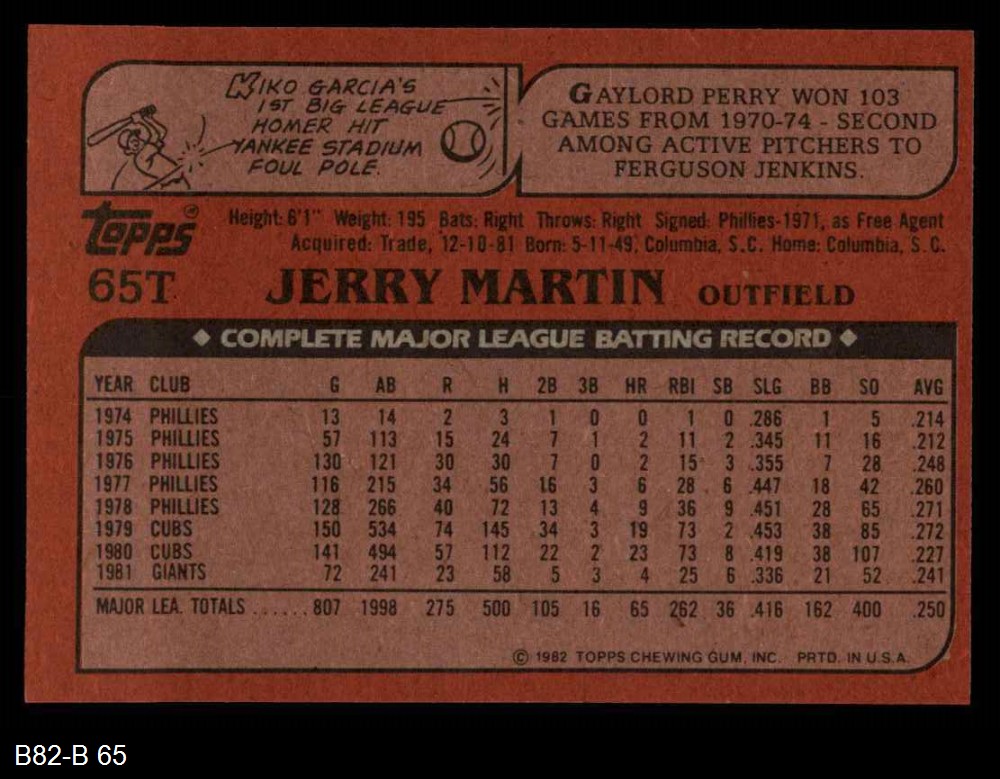 KIKO GARCIA'S
1ST BIG LEAGUE
HOMER HIT
YANKEE STADIUM
FOUL POLE.
GAYLORD PERRY WON 103
GAMES FROM 1970-74 - SECOND
AMONG ACTIVE PITCHERS TO
FERGUSON JENKINS.
TOPPS®
Height: 6'1" Weight: 195 Bats: Right Throws: Right Signed: Phillies-1971, as Free Agent
Acquired: Trade, 12-10-81 Born: 5-11-49, Columbia, S.C. Home: Columbia, S. C.
65T JERRY MARTIN OUTFIELD
◆ COMPLETE MAJOR LEAGUE BATTING RECORD ◆
YEAR CLUB G AB R H 2B 3B HR RBI SB SLG BB SO AVG
1974 PHILLIES 13 14 2 3 1 0 0 1 0 .286 1 5 .214
1975 PHILLIES 57 113 15 24 7 1 2 11 2 .345 11 16 .212
1976 PHILLIES 130 121 30 30 7 0 2 15 3 .355 7 28 .248
1977 PHILLIES 116 215 34 56 16 3 6 28 6 .447 18 42 .260
1978 PHILLIES 128 266 40 72 13 4 9 36 9 .451 28 65 .271
1979 CUBS 150 534 74 145 34 3 19 73 2 .453 38 85 .272
1980 CUBS 141 494 57 112 22 2 23 73 8 .419 38 107 .227
1981 GIANTS 72 241 23 58 5 3 4 25 6 .336 21 52 .241
MAJOR LEA. TOTALS ...... 807 1998 275 500 105 16 65 262 36 .416 162 400 .250
© 1982 TOPPS CHEWING GUM, INC. PRTD. IN U.S.A.
B82-B 65